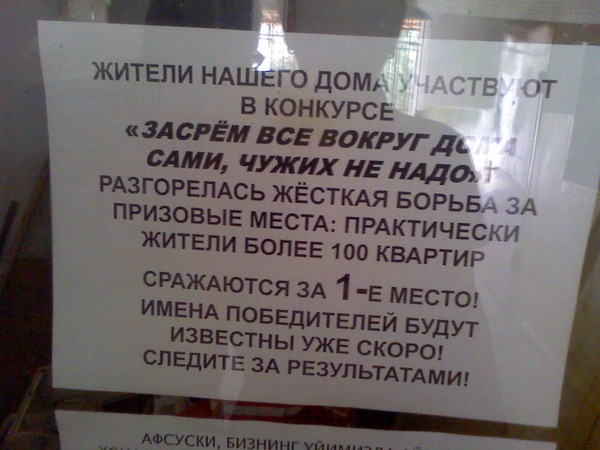 ЖИТЕЛИ НАШЕГО ДОМА УЧАСТВУЮТ
В КОНКУРСЕ
«ЗАСРЁМ ВСЕ ВОКРУГ ДОМА
САМИ, ЧУЖИХ НЕ НАДО»!
РАЗГОРЕЛАСЬ ЖЁСТКАЯ БОРЬБА ЗА
ПРИЗОВЫЕ МЕСТА: ПРАКТИЧЕСКИ
ЖИТЕЛИ БОЛЕЕ 100 КВАРТИР
СРАЖАЮТСЯ ЗА 1-Е МЕСТО!
ИМЕНА ПОБЕДИТЕЛЕЙ БУДУТ
ИЗВЕСТНЫ УЖЕ СКОРО!
СЛЕДИТЕ ЗА РЕЗУЛЬТАТАМИ!
АФСУСКИ, БИЗНИНГ УЙИМИЗДА